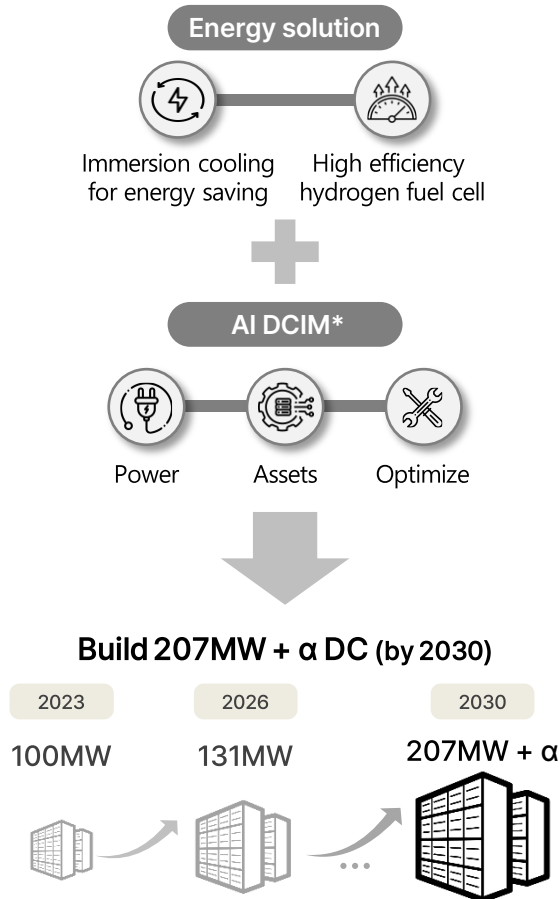 Energy solution
Immersion cooling
for energy saving
High efficiency
hydrogen fuel cell
AI DCIM*
Power
Assets
Optimize
Build 207MW + α DC (by 2030)
2023
2026
2030
100MW
131MW
207MW + α